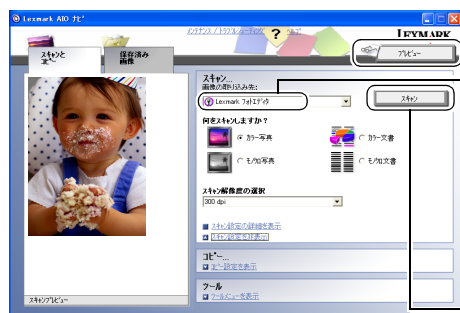 Lexmark AIO ナビ
メンテナンス / トラブルシューティング ? ヘルプ
LEXMARK
スキャンと
コピー
保存済み
画像
プレビュー
スキャン...
画像の取り込み先:
Lexmark フォトエディタ
スキャン
何をスキャンしますか?
カラー写真
カラー文書
モノクロ写真
モノクロ文書
スキャン解像度の選択
300 dpi
スキャン設定の詳細を表示
スキャン設定を非表示
コピー...
コピー設定を表示
ツール
ツールメニューを表示
スキャンプレビュー